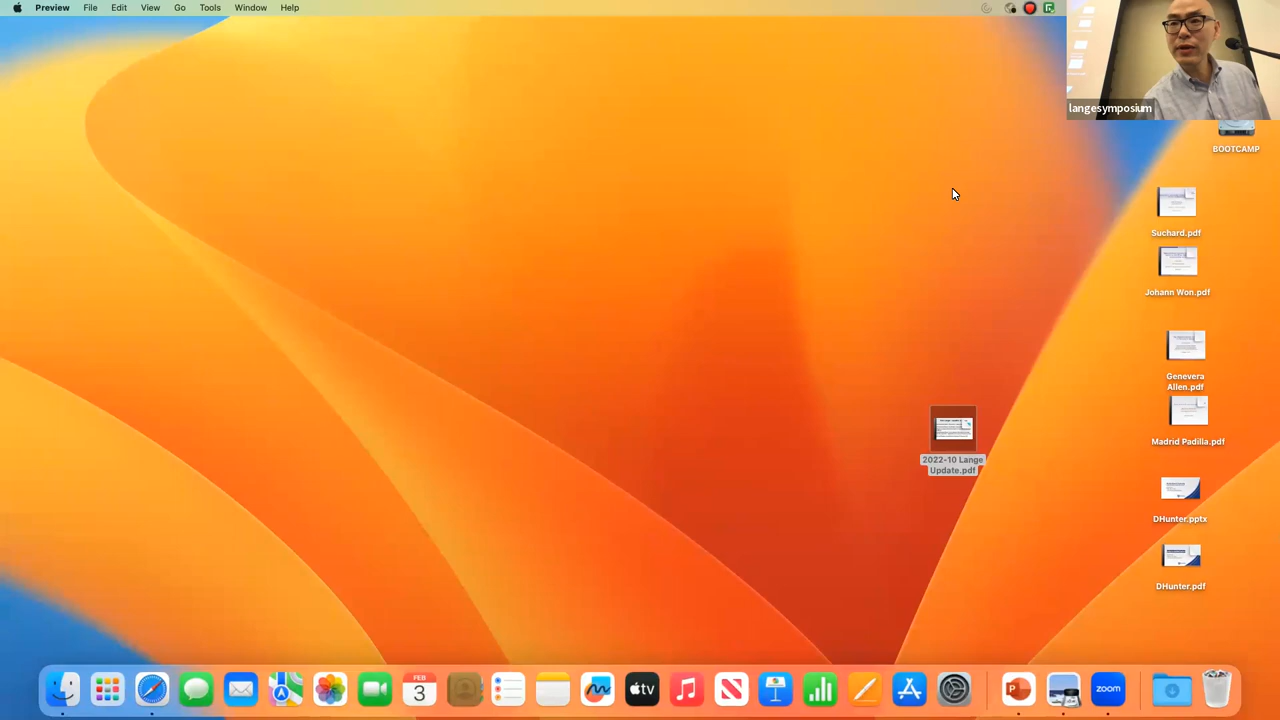 Preview File Edit View Go Tools Window Help
langesymposium
BOOTCAMP
Suchard.pdf
Johann Won.pdf
Genevera
Allen.pdf
Madrid Padilla.pdf
2022-10 Lange
Update.pdf
DHunter.pptx
DHunter.pdf
FEB
3
tv
zoom